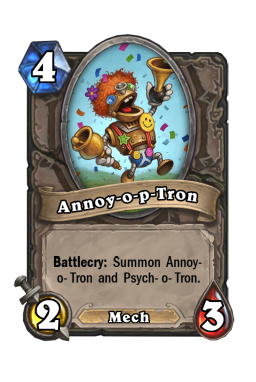 4
Annoy-o-p-Tron
Battlecry: Summon Annoy-
o-Tron and Psych-o-Tron.
2 Mech 3